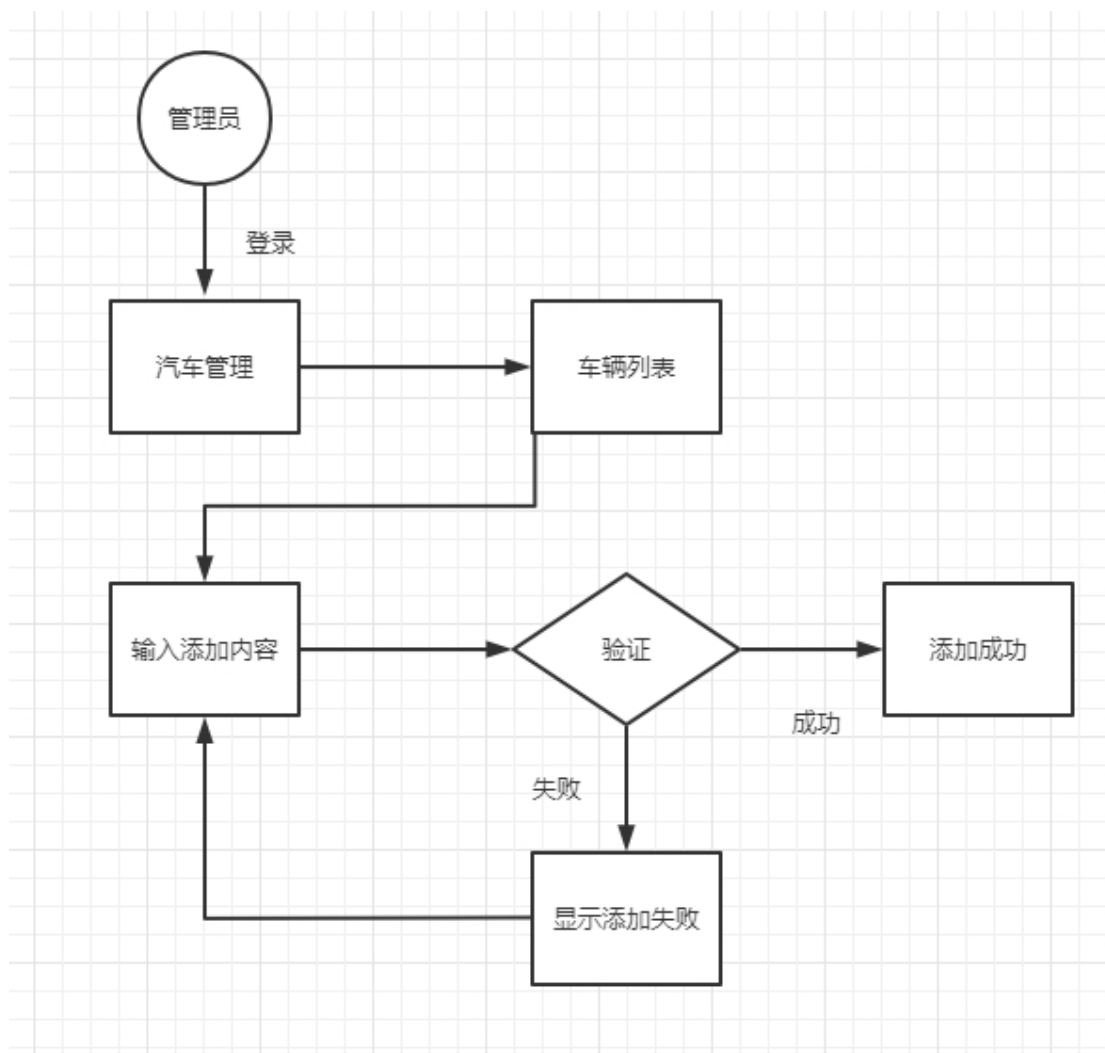 管理员
登录
汽车管理
车辆列表
输入添加内容
验证
添加成功
成功
失败
显示添加失败